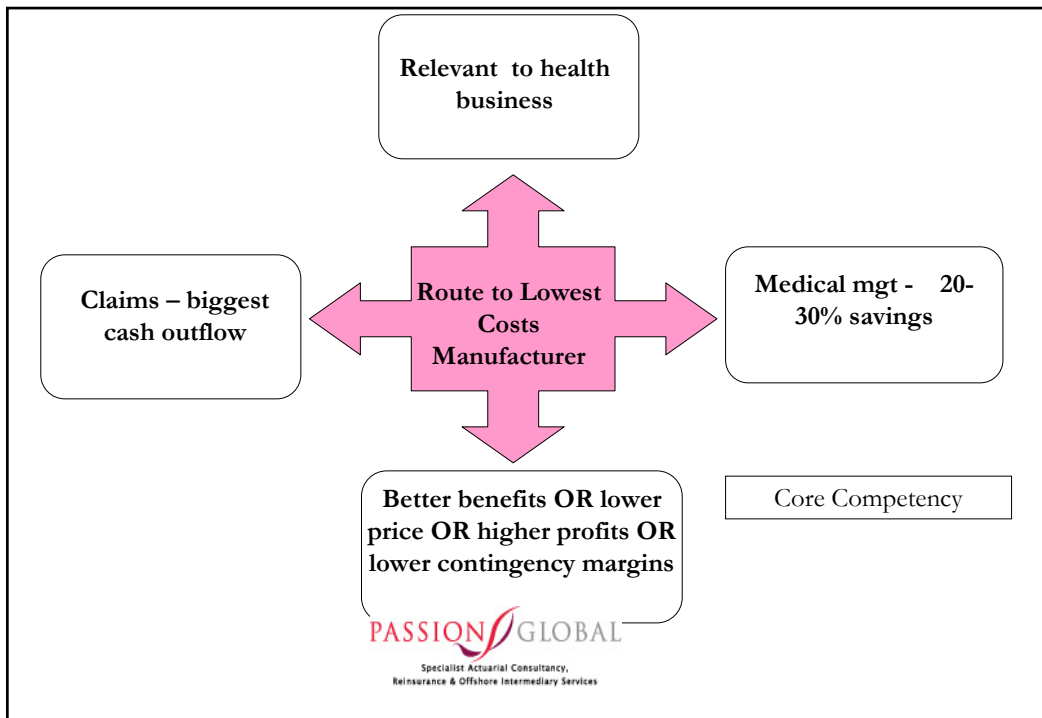 Relevant to health
business
Claims – biggest
cash outflow
Route to Lowest
Costs
Manufacturer
Medical mgt - 20-
30% savings
Better benefits OR lower
price OR higher profits OR
lower contingency margins
Core Competency
PASSION GLOBAL
Specialist Actuarial Consultancy,
Reinsurance & Offshore Intermediary Services